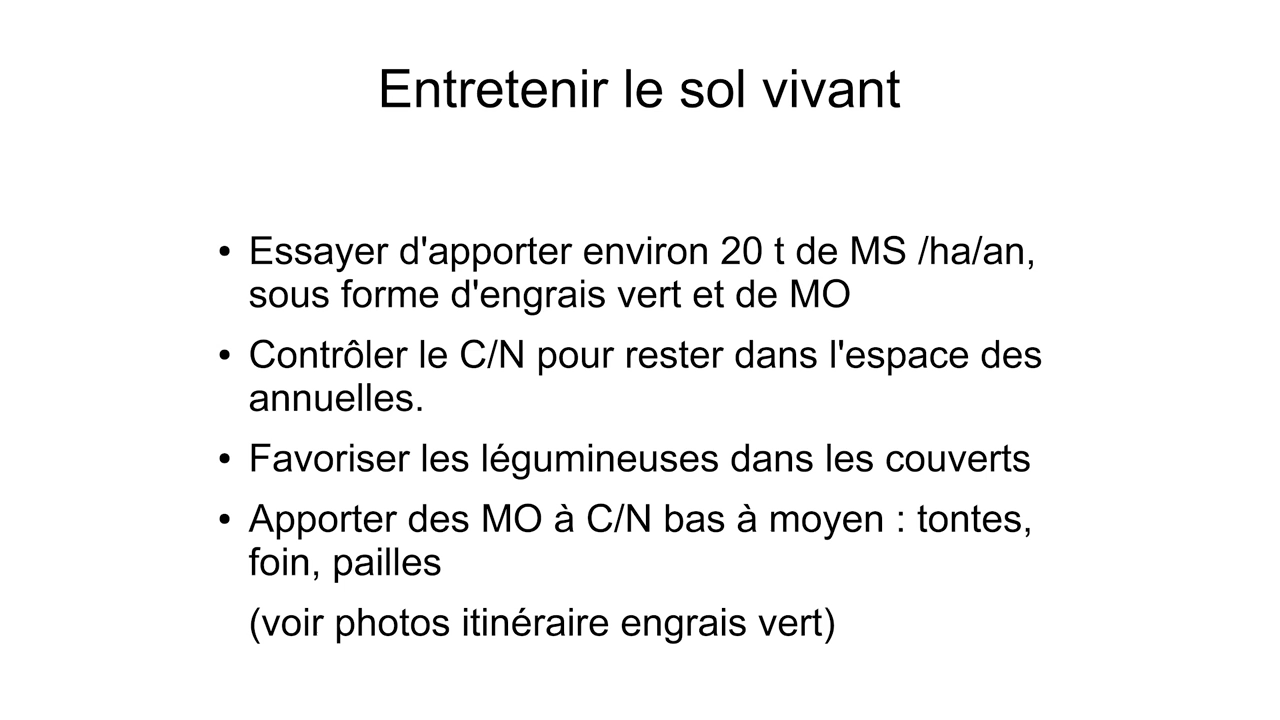 Entretenir le sol vivant
• Essayer d'apporter environ 20 t de MS /ha/an,
sous forme d'engrais vert et de MO
• Contrôler le C/N pour rester dans l'espace des
annuelles.
• Favoriser les légumineuses dans les couverts
• Apporter des MO à C/N bas à moyen : tontes,
foin, pailles
(voir photos itinéraire engrais vert)